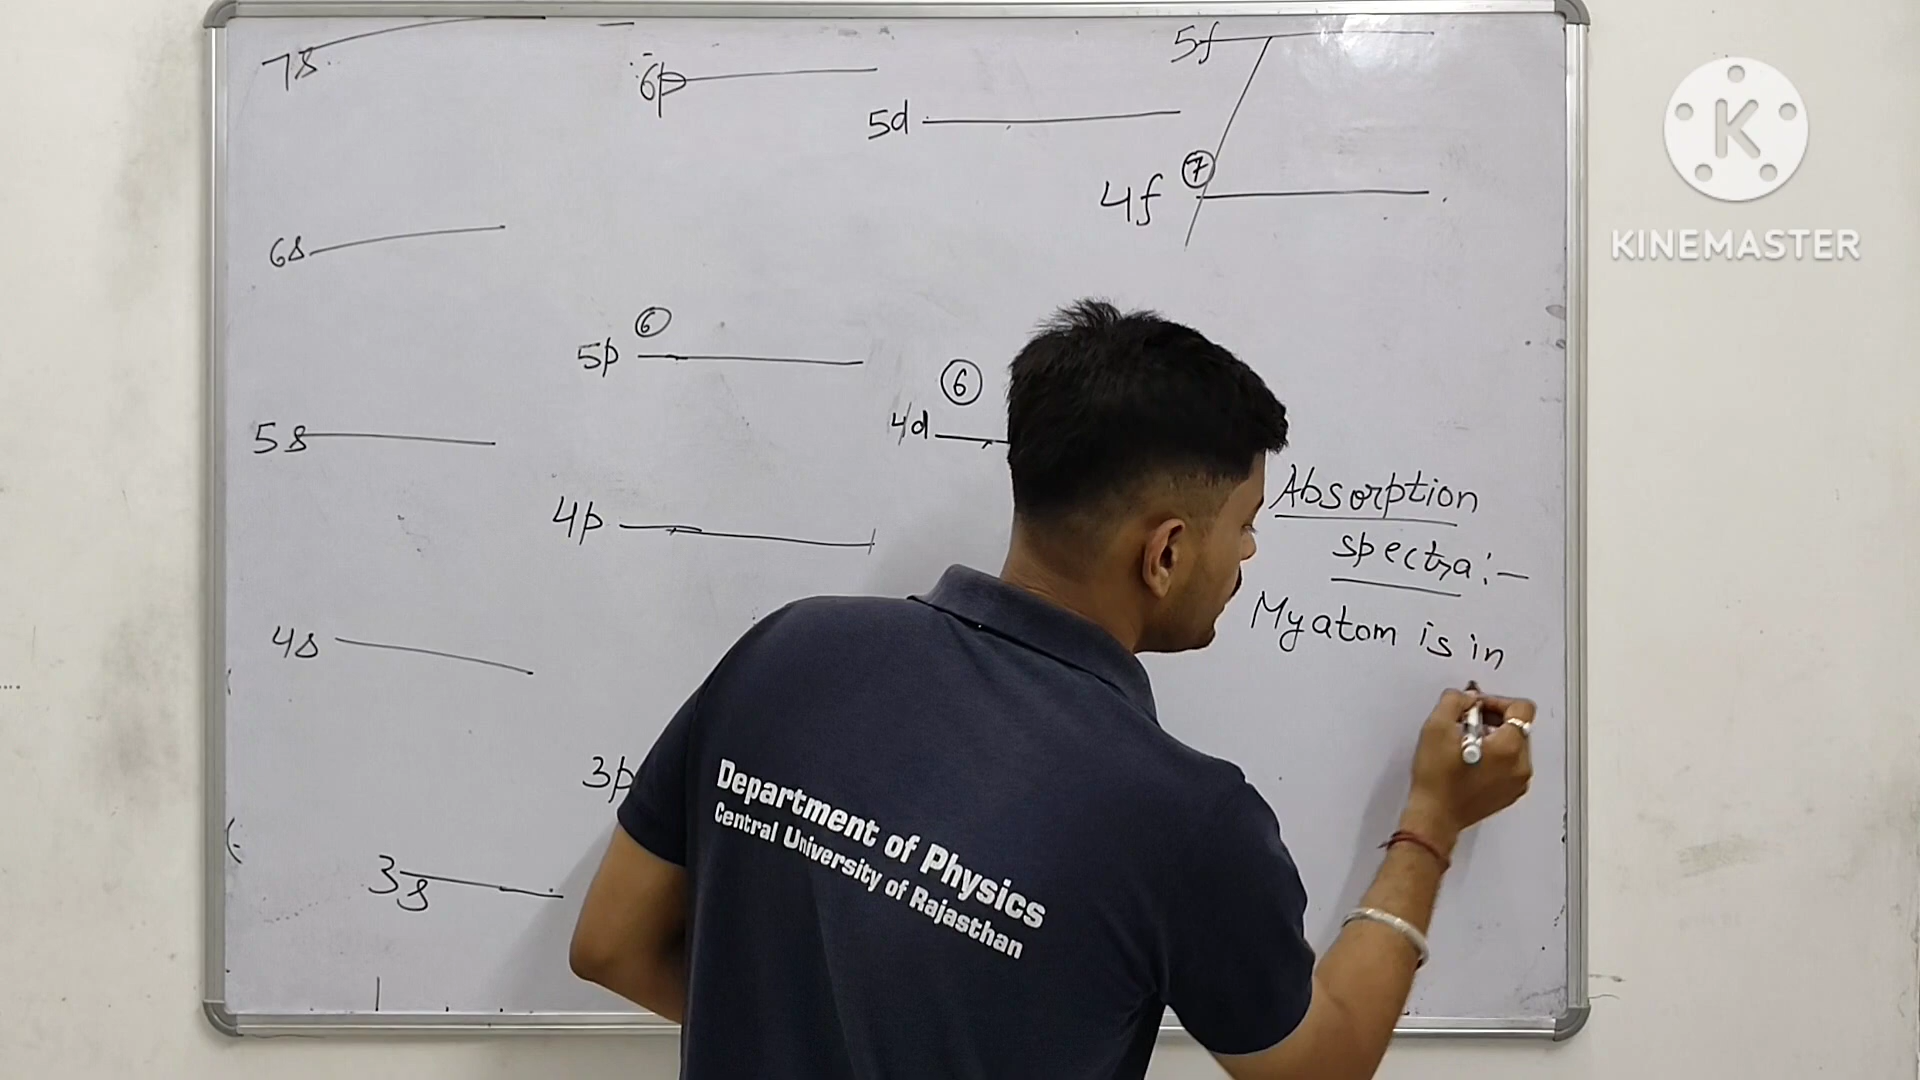 7s
6p
5f
5d
7
4f
6s
6
5p
6
4d
5s
4p
Absorption
spectra:-
My atom is in
4s
3p
3s
Department of Physics
Central University of Rajasthan
K
KINEMASTER